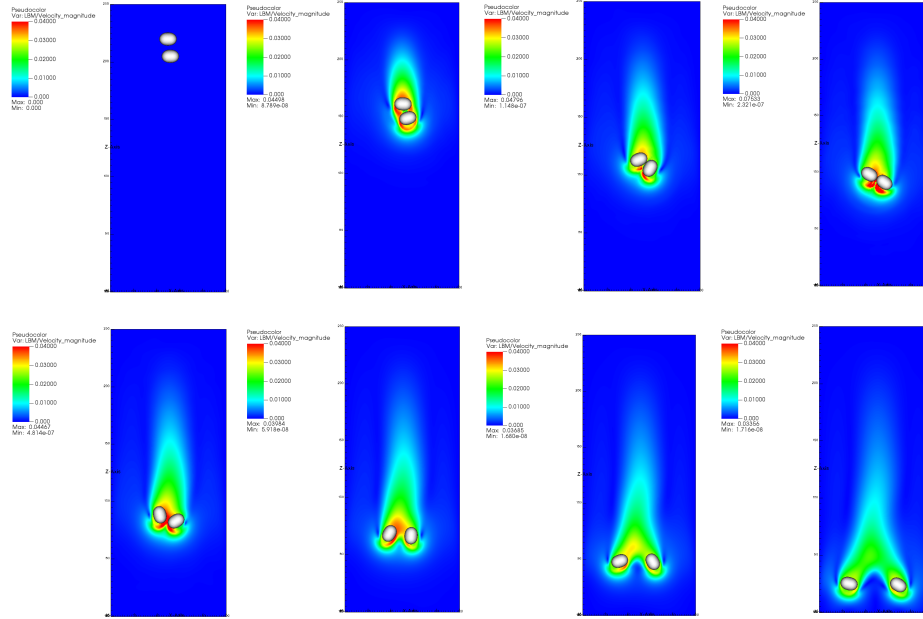 Pseudocolor
Var: LBM/Velocity_magnitude
0.04000
0.03000
0.02000
0.01000
0.000
Max: 0.000
Min: 0.000
Pseudocolor
Var: LBM/Velocity_magnitude
0.04000
0.03000
0.02000
0.01000
0.000
Max: 0.04498
Min: 8.789e-08
Pseudocolor
Var: LBM/Velocity_magnitude
0.04000
0.03000
0.02000
0.01000
0.000
Max: 0.04796
Min: 1.148e-07
Pseudocolor
Var: LBM/Velocity_magnitude
0.04000
0.03000
0.02000
0.01000
0.000
Min: 2.321e-07
Pseudocolor
Var: LBM/Velocity_magnitude
0.04000
0.03000
0.02000
0.01000
0.000
Max: 0.04467
Min: 4.814e-07
Pseudocolor
Var: LBM/Velocity_magnitude
0.04000
0.03000
0.02000
0.01000
0.000
Max: 0.03984
Min: 5.918e-08
Pseudocolor
Var: LBM/Velocity_magnitude
0.04000
0.03000
0.02000
0.01000
0.000
Max: 0.03685
Min: 1.680e-08
Pseudocolor
Var: LBM/Velocity_magnitude
0.04000
0.03000
0.02000
0.01000
0.000
Max: 0.03356
Min: 1.716e-08